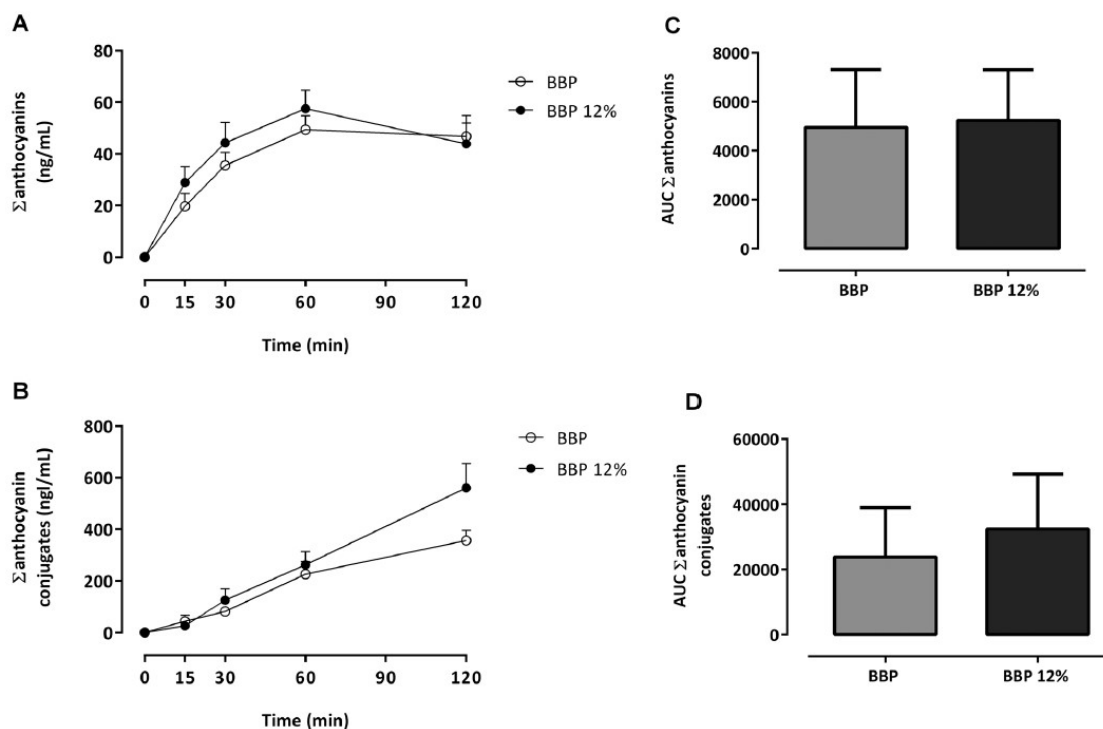 A
80
60
40
20
0
Σanthocyanins
(ng/mL)
0 15 30 60 90 120
Time (min)
BBP
BBP 12%
C
8000
6000
4000
2000
0
AUC Σanthocyanins
BBP BBP 12%
B
800
600
400
200
0
Σanthocyanin
conjugates (ngl/mL)
0 15 30 60 90 120
Time (min)
BBP
BBP 12%
D
60000
40000
20000
0
AUC Σanthocyanin
conjugates
BBP BBP 12%